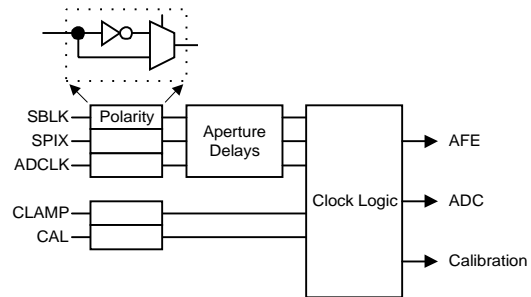 SBLK
Polarity
SPIX
ADCLK
Aperture
Delays
CLAMP
CAL
Clock Logic
AFE
ADC
Calibration